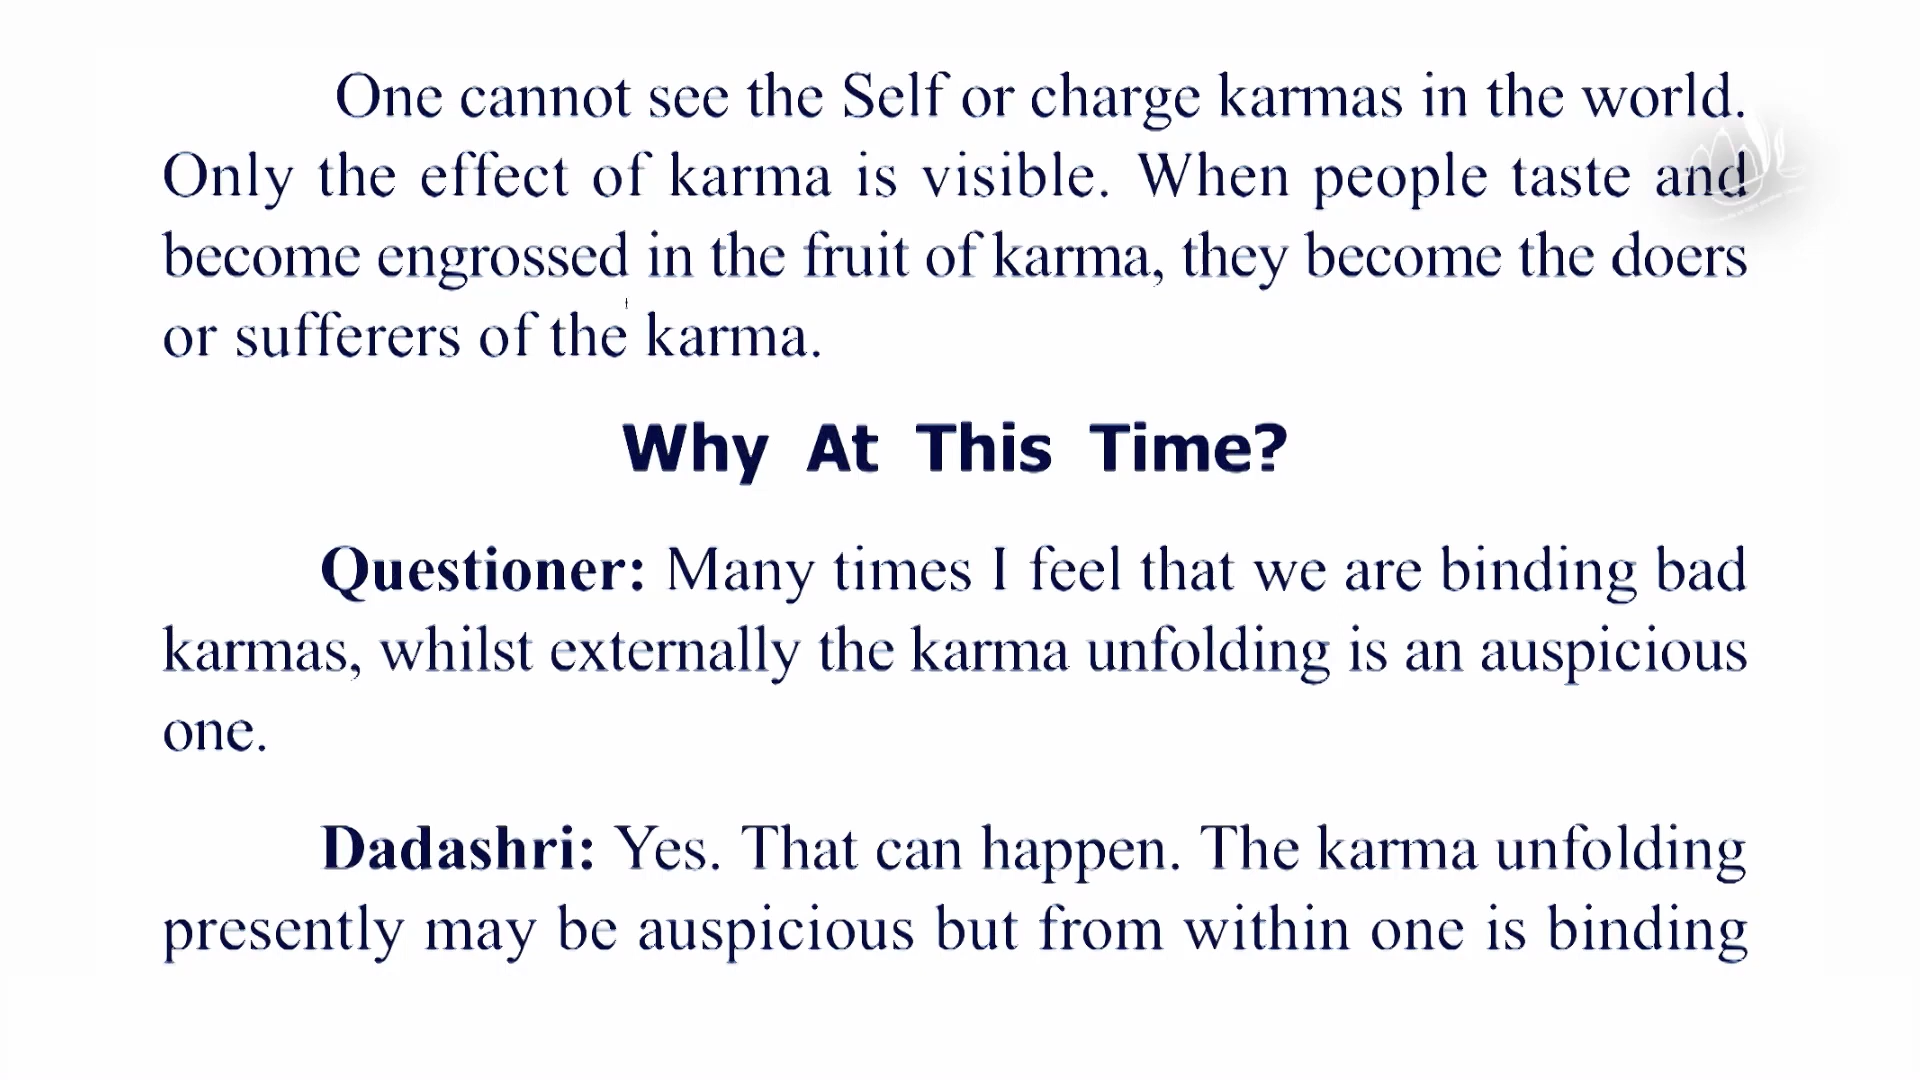 One cannot see the Self or charge karmas in the world.
Only the effect of karma is visible. When people taste and
become engrossed in the fruit of karma, they become the doers
or sufferers of the karma.
Why At This Time?
Questioner: Many times I feel that we are binding bad
karmas, whilst externally the karma unfolding is an auspicious
one.
Dadashri: Yes. That can happen. The karma unfolding
presently may be auspicious but from within one is binding